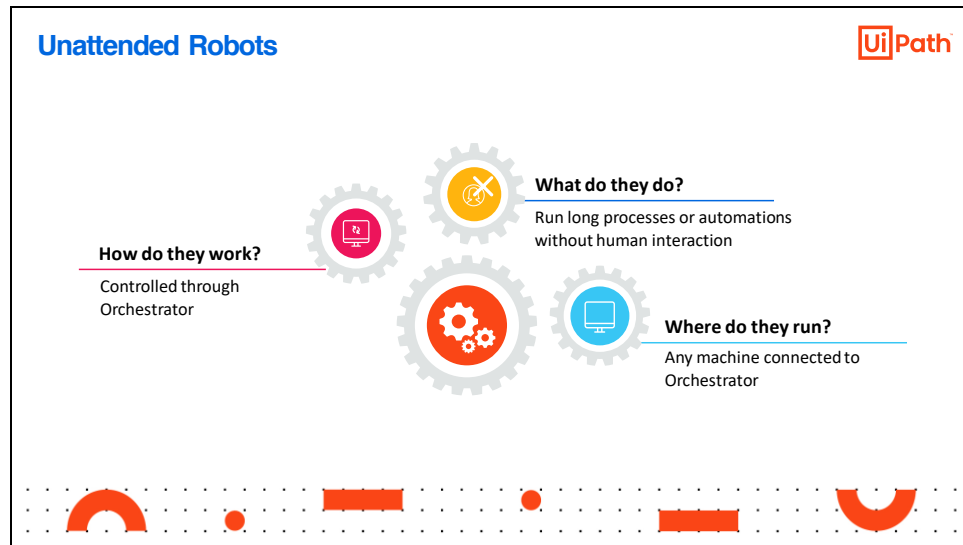 Unattended Robots
UiPath
What do they do?
Run long processes or automations
without human interaction
How do they work?
Controlled through
Orchestrator
Where do they run?
Any machine connected to
Orchestrator